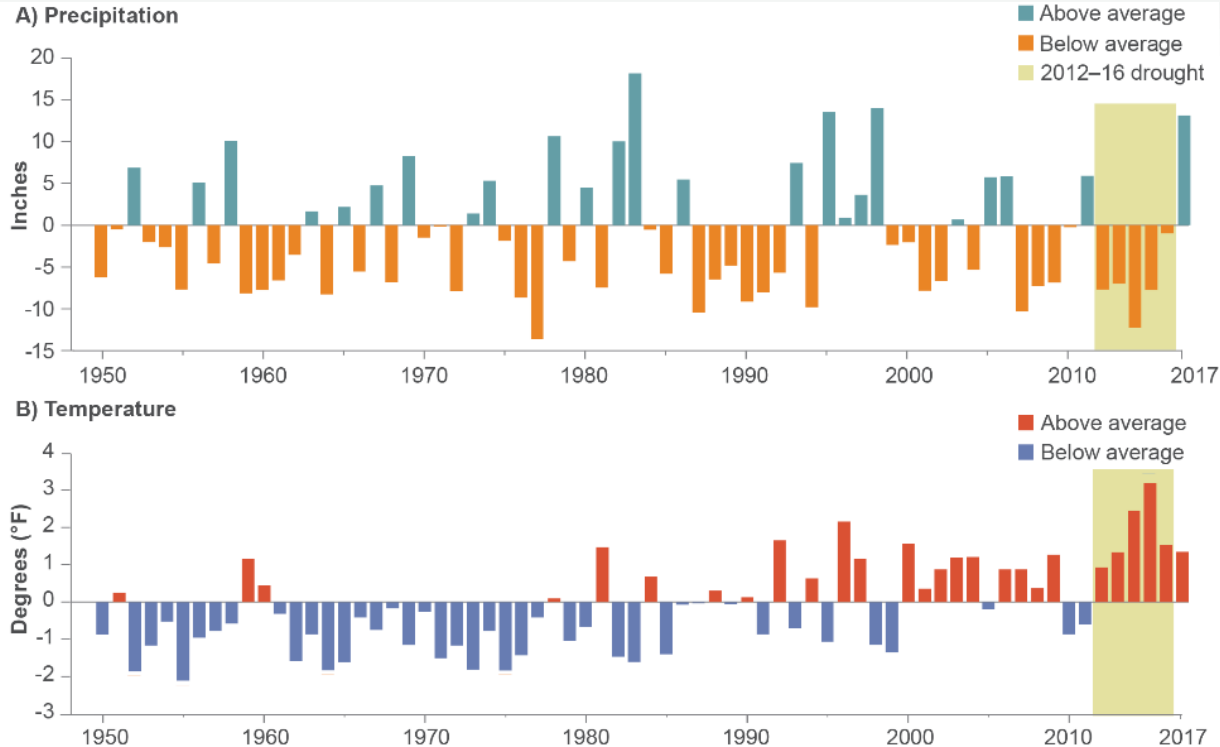 A) Precipitation
Above average
Below average
2012–16 drought
20
15
10
5
0
-5
-10
-15
Inches
1950 1960 1970 1980 1990 2000 2010 2017
B) Temperature
Above average
Below average
4
3
2
1
0
-1
-2
-3
Degrees (°F)
1950 1960 1970 1980 1990 2000 2010 2017